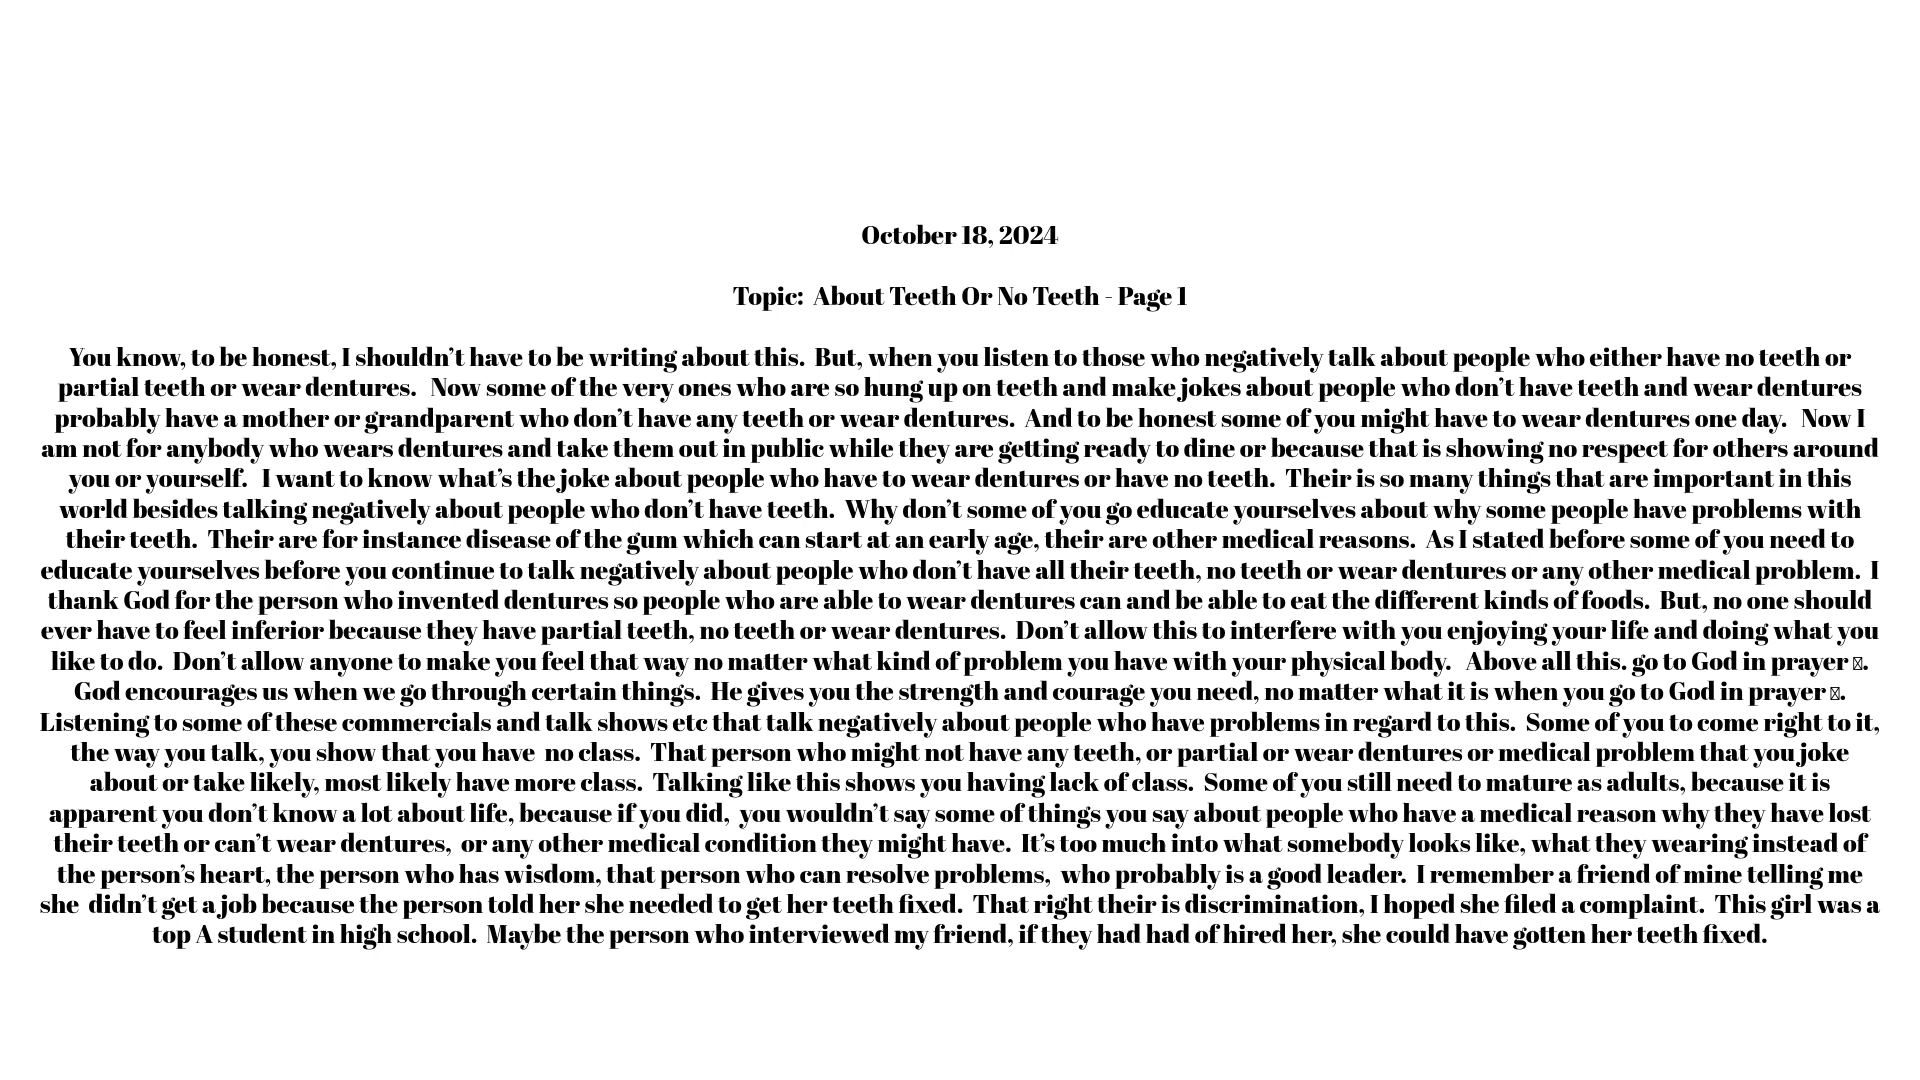 October 18, 2024
Topic:  About Teeth Or No Teeth - Page 1
You know, to be honest, I shouldn’t have to be writing about this.  But, when you listen to those who negatively talk about people who either have no teeth or
partial teeth or wear dentures.   Now some of the very ones who are so hung up on teeth and make jokes about people who don’t have teeth and wear dentures
probably have a mother or grandparent who don’t have any teeth or wear dentures.  And to be honest some of you might have to wear dentures one day.   Now I
am not for anybody who wears dentures and take them out in public while they are getting ready to dine or because that is showing no respect for others around
you or yourself.   I want to know what’s the joke about people who have to wear dentures or have no teeth.  Their is so many things that are important in this
world besides talking negatively about people who don’t have teeth.  Why don’t some of you go educate yourselves about why some people have problems with
their teeth.  Their are for instance disease of the gum which can start at an early age, their are other medical reasons.  As I stated before some of you need to
educate yourselves before you continue to talk negatively about people who don’t have all their teeth, no teeth or wear dentures or any other medical problem.  I
thank God for the person who invented dentures so people who are able to wear dentures can and be able to eat the different kinds of foods.  But, no one should
ever have to feel inferior because they have partial teeth, no teeth or wear dentures.  Don’t allow this to interfere with you enjoying your life and doing what you
like to do.  Don’t allow anyone to make you feel that way no matter what kind of problem you have with your physical body.   Above all this. go to God in prayer .
God encourages us when we go through certain things.  He gives you the strength and courage you need, no matter what it is when you go to God in prayer .
Listening to some of these commercials and talk shows etc that talk negatively about people who have problems in regard to this.  Some of you to come right to it,
the way you talk, you show that you have  no class.  That person who might not have any teeth, or partial or wear dentures or medical problem that you joke
about or take likely, most likely have more class.  Talking like this shows you having lack of class.  Some of you still need to mature as adults, because it is
apparent you don’t know a lot about life, because if you did,  you wouldn’t say some of things you say about people who have a medical reason why they have lost
their teeth or can’t wear dentures,  or any other medical condition they might have.  It’s too much into what somebody looks like, what they wearing instead of
the person’s heart, the person who has wisdom, that person who can resolve problems,  who probably is a good leader.  I remember a friend of mine telling me
she  didn’t get a job because the person told her she needed to get her teeth fixed.  That right their is discrimination, I hoped she filed a complaint.  This girl was a
top A student in high school.  Maybe the person who interviewed my friend, if they had had of hired her, she could have gotten her teeth fixed.